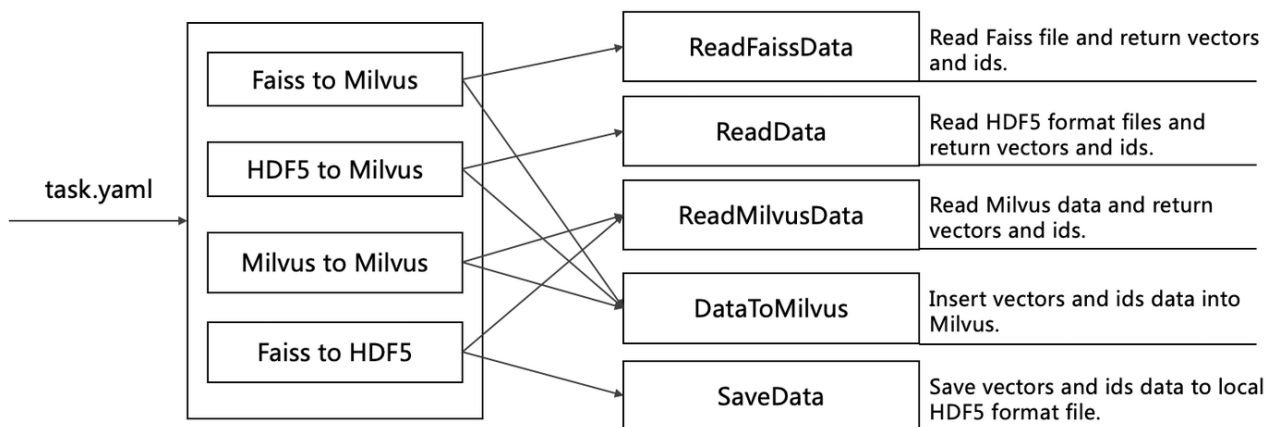 task.yaml
Faiss to Milvus
HDF5 to Milvus
Milvus to Milvus
Faiss to HDF5
ReadFaissData
Read Faiss file and return vectors
and ids.
ReadData
Read HDF5 format files and
return vectors and ids.
ReadMilvusData
Read Milvus data and return
vectors and ids.
DataToMilvus
Insert vectors and ids data into
Milvus.
SaveData
Save vectors and ids data to local
HDF5 format file.